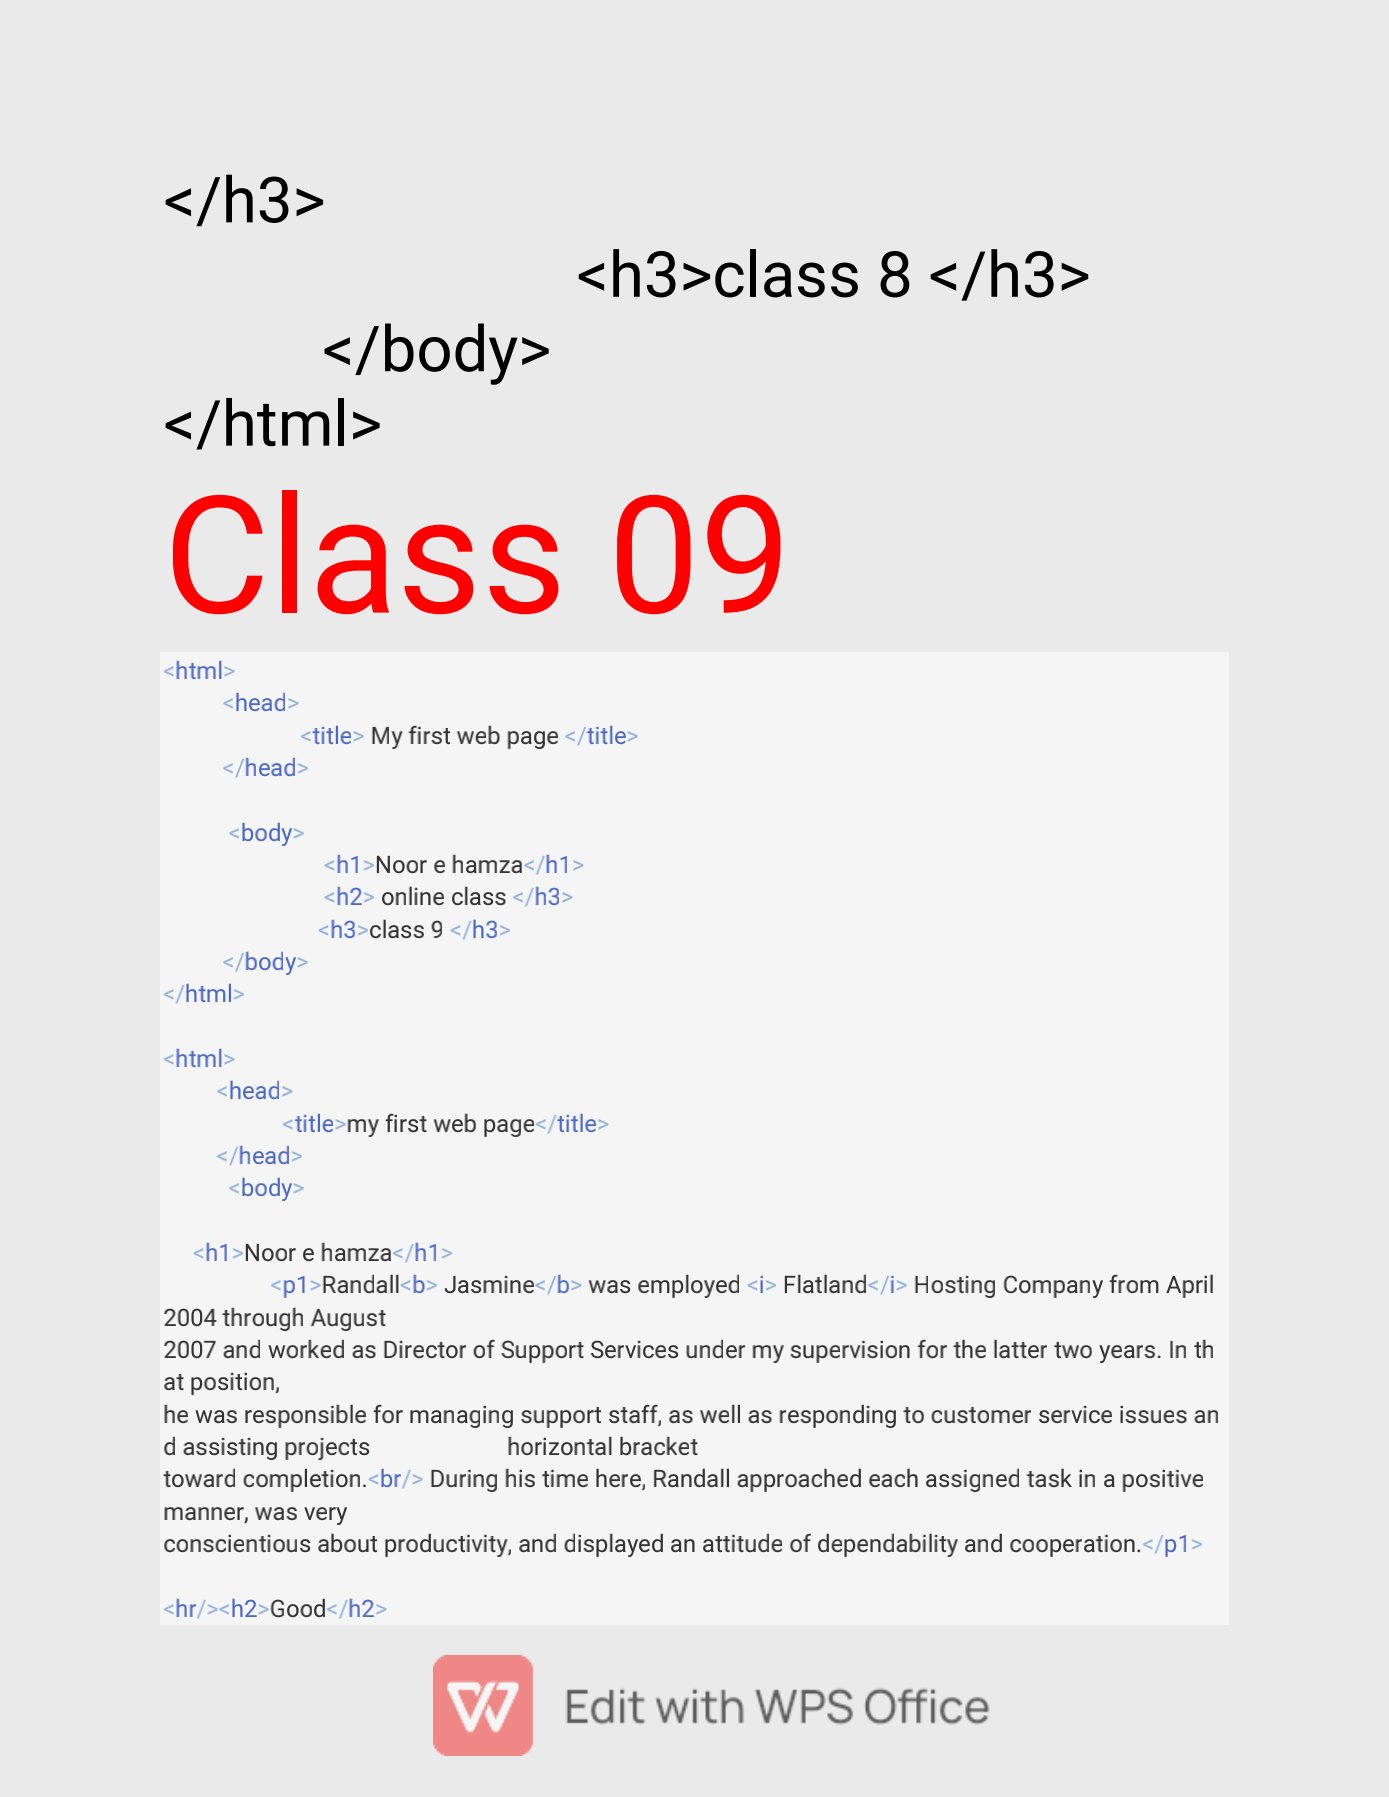 </h3>
<h3>class 8 </h3>
</body>
</html>
Class 09
<html>
<head>
<title> My first web page </title>
</head>
<body>
<h1>Noor e hamza</h1>
<h2> online class </h3>
<h3>class 9 </h3>
</body>
</html>
<html>
<head>
<title>my first web page</title>
</head>
<body>
<h1>Noor e hamza</h1>
<p1>Randall<b> Jasmine</b> was employed <i> Flatland</i> Hosting Company from April
2004 through August
2007 and worked as Director of Support Services under my supervision for the latter two years. In th
at position,
he was responsible for managing support staff, as well as responding to customer service issues an
d assisting projects horizontal bracket
toward completion.<br/> During his time here, Randall approached each assigned task in a positive
manner, was very
conscientious about productivity, and displayed an attitude of dependability and cooperation.</p1>
<hr/><h2>Good</h2>
Edit with WPS Office